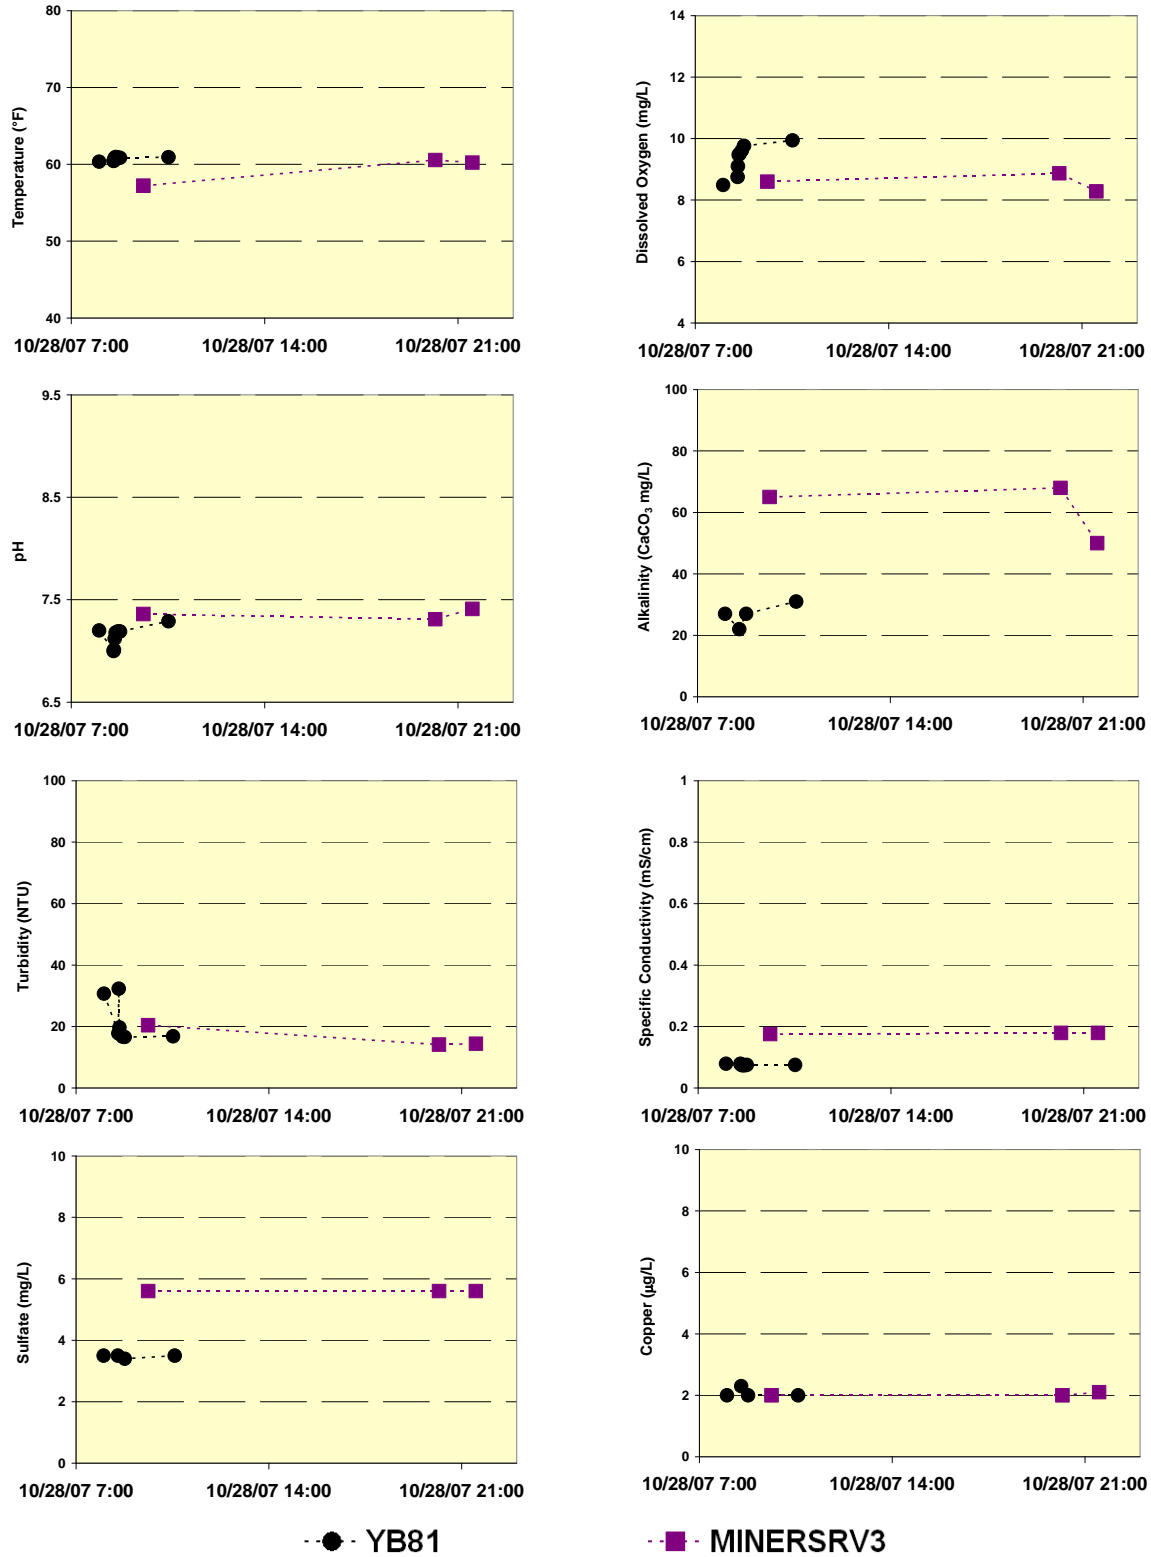 80
70
60
50
40
Temperature (°F)
10/28/07 7:00 10/28/07 14:00 10/28/07 21:00
14
12
10
8
6
4
Dissolved Oxygen (mg/L)
10/28/07 7:00 10/28/07 14:00 10/28/07 21:00
9.5
8.5
7.5
6.5
pH
10/28/07 7:00 10/28/07 14:00 10/28/07 21:00
100
80
60
40
20
0
Alkalinity (CaCO₃ mg/L)
10/28/07 7:00 10/28/07 14:00 10/28/07 21:00
100
80
60
40
20
0
Turbidity (NTU)
10/28/07 7:00 10/28/07 14:00 10/28/07 21:00
1
0.8
0.6
0.4
0.2
0
Specific Conductivity (mS/cm)
10/28/07 7:00 10/28/07 14:00 10/28/07 21:00
10
8
6
4
2
0
Sulfate (mg/L)
10/28/07 7:00 10/28/07 14:00 10/28/07 21:00
10
8
6
4
2
0
Copper (µg/L)
10/28/07 7:00 10/28/07 14:00 10/28/07 21:00
YB81 MINERSRV3